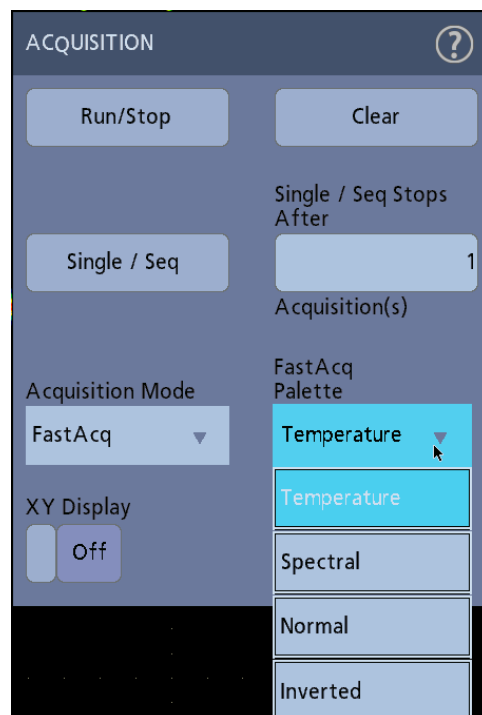 ACQUISITION
?
Run/Stop
Clear
Single / Seq Stops
After
Single / Seq
1
Acquisition(s)
FastAcq
Palette
Acquisition Mode
FastAcq
Temperature
Temperature
XY Display
Off
Spectral
Normal
Inverted